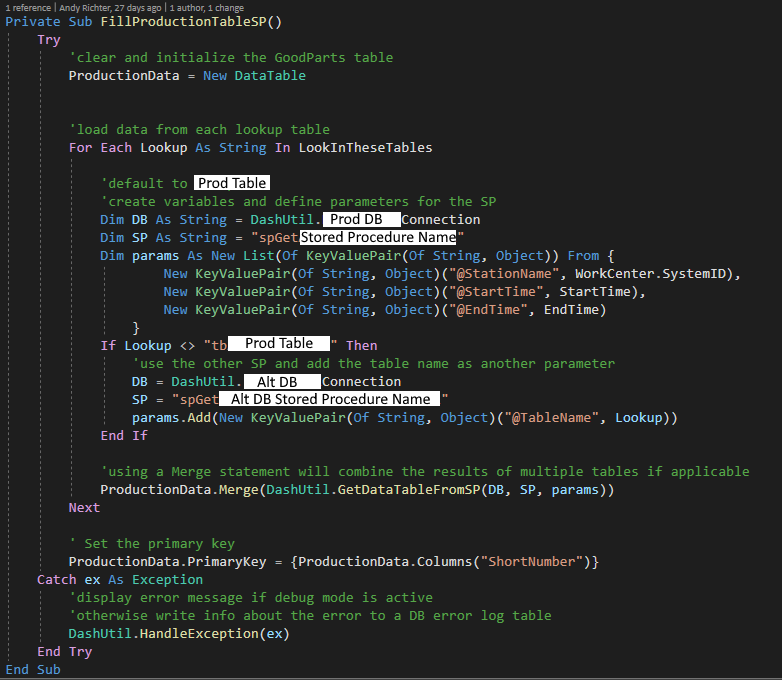 1 reference | Andy Richter, 27 days ago | 1 author, 1 change
Private Sub FillProductionTableSP()
Try
'clear and initialize the GoodParts table
ProductionData = New DataTable
'load data from each lookup table
For Each Lookup As String In LookInTheseTables
'default to Prod Table
'create variables and define parameters for the SP
Dim DB As String = DashUtil. Prod DB Connection
Dim SP As String = "spGet Stored Procedure Name"
Dim params As New List(Of KeyValuePair(Of String, Object)) From {
New KeyValuePair(Of String, Object)("@StationName", WorkCenter.SystemID),
New KeyValuePair(Of String, Object)("@StartTime", StartTime),
New KeyValuePair(Of String, Object)("@EndTime", EndTime)
}
If Lookup <> "tb Prod Table " Then
'use the other SP and add the table name as another parameter
DB = DashUtil. Alt DB Connection
SP = "spGet Alt DB Stored Procedure Name "
params.Add(New KeyValuePair(Of String, Object)("@TableName", Lookup))
End If
'using a Merge statement will combine the results of multiple tables if applicable
ProductionData.Merge(DashUtil.GetDataTableFromSP(DB, SP, params))
Next
' Set the primary key
ProductionData.PrimaryKey = {ProductionData.Columns("ShortNumber")}
Catch ex As Exception
'display error message if debug mode is active
'otherwise write info about the error to a DB error log table
DashUtil.HandleException(ex)
End Try
End Sub